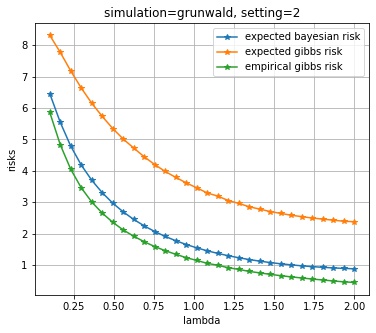 simulation=grunwald, setting=2
expected bayesian risk
expected gibbs risk
empirical gibbs risk
risks
8
7
6
5
4
3
2
1
0.25 0.50 0.75 1.00 1.25 1.50 1.75 2.00
lambda